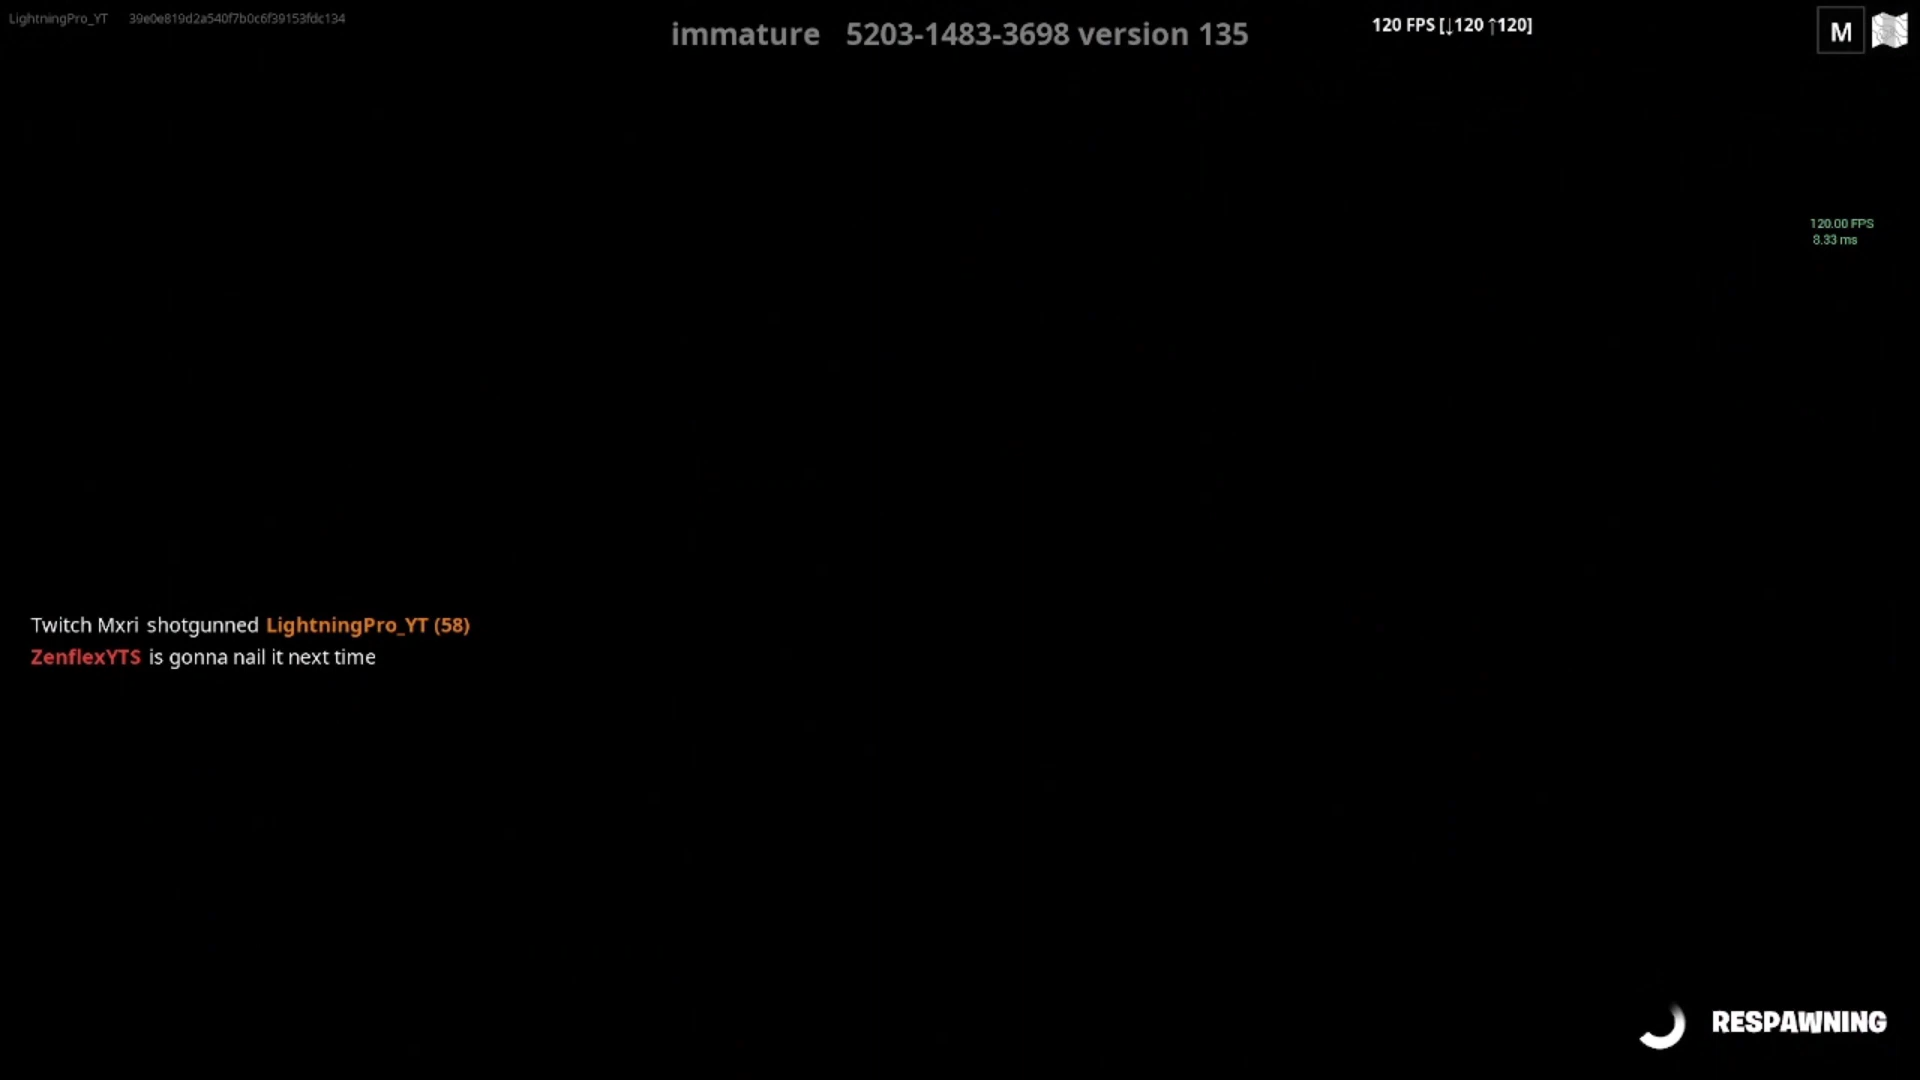 LightningPro_YT 39e0e819d2a540f7b0c6f39153fdc134
immature 5203-1483-3698 version 135
120 FPS [↓120 ↑120]
M
120.00 FPS
8.33 ms
Twitch Mxri shotgunned LightningPro_YT (58)
ZenflexYTS is gonna nail it next time
RESPAWNING